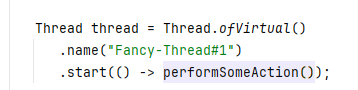 Thread thread = Thread.ofVirtual()
.name("Fancy-Thread#1")
.start(() -> performSomeAction());